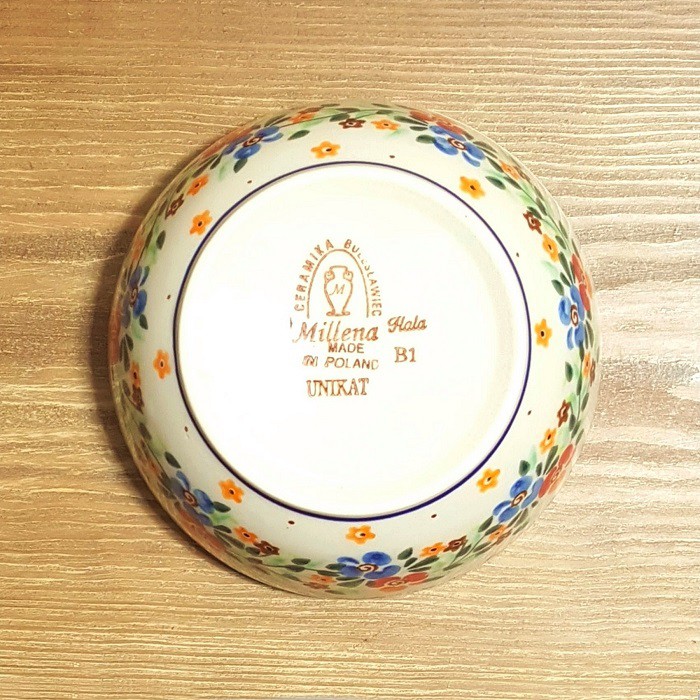 CERAMIKA BOLESŁAWIEC
M
Millena Hala
MADE
IN POLAND B1
UNIKAT